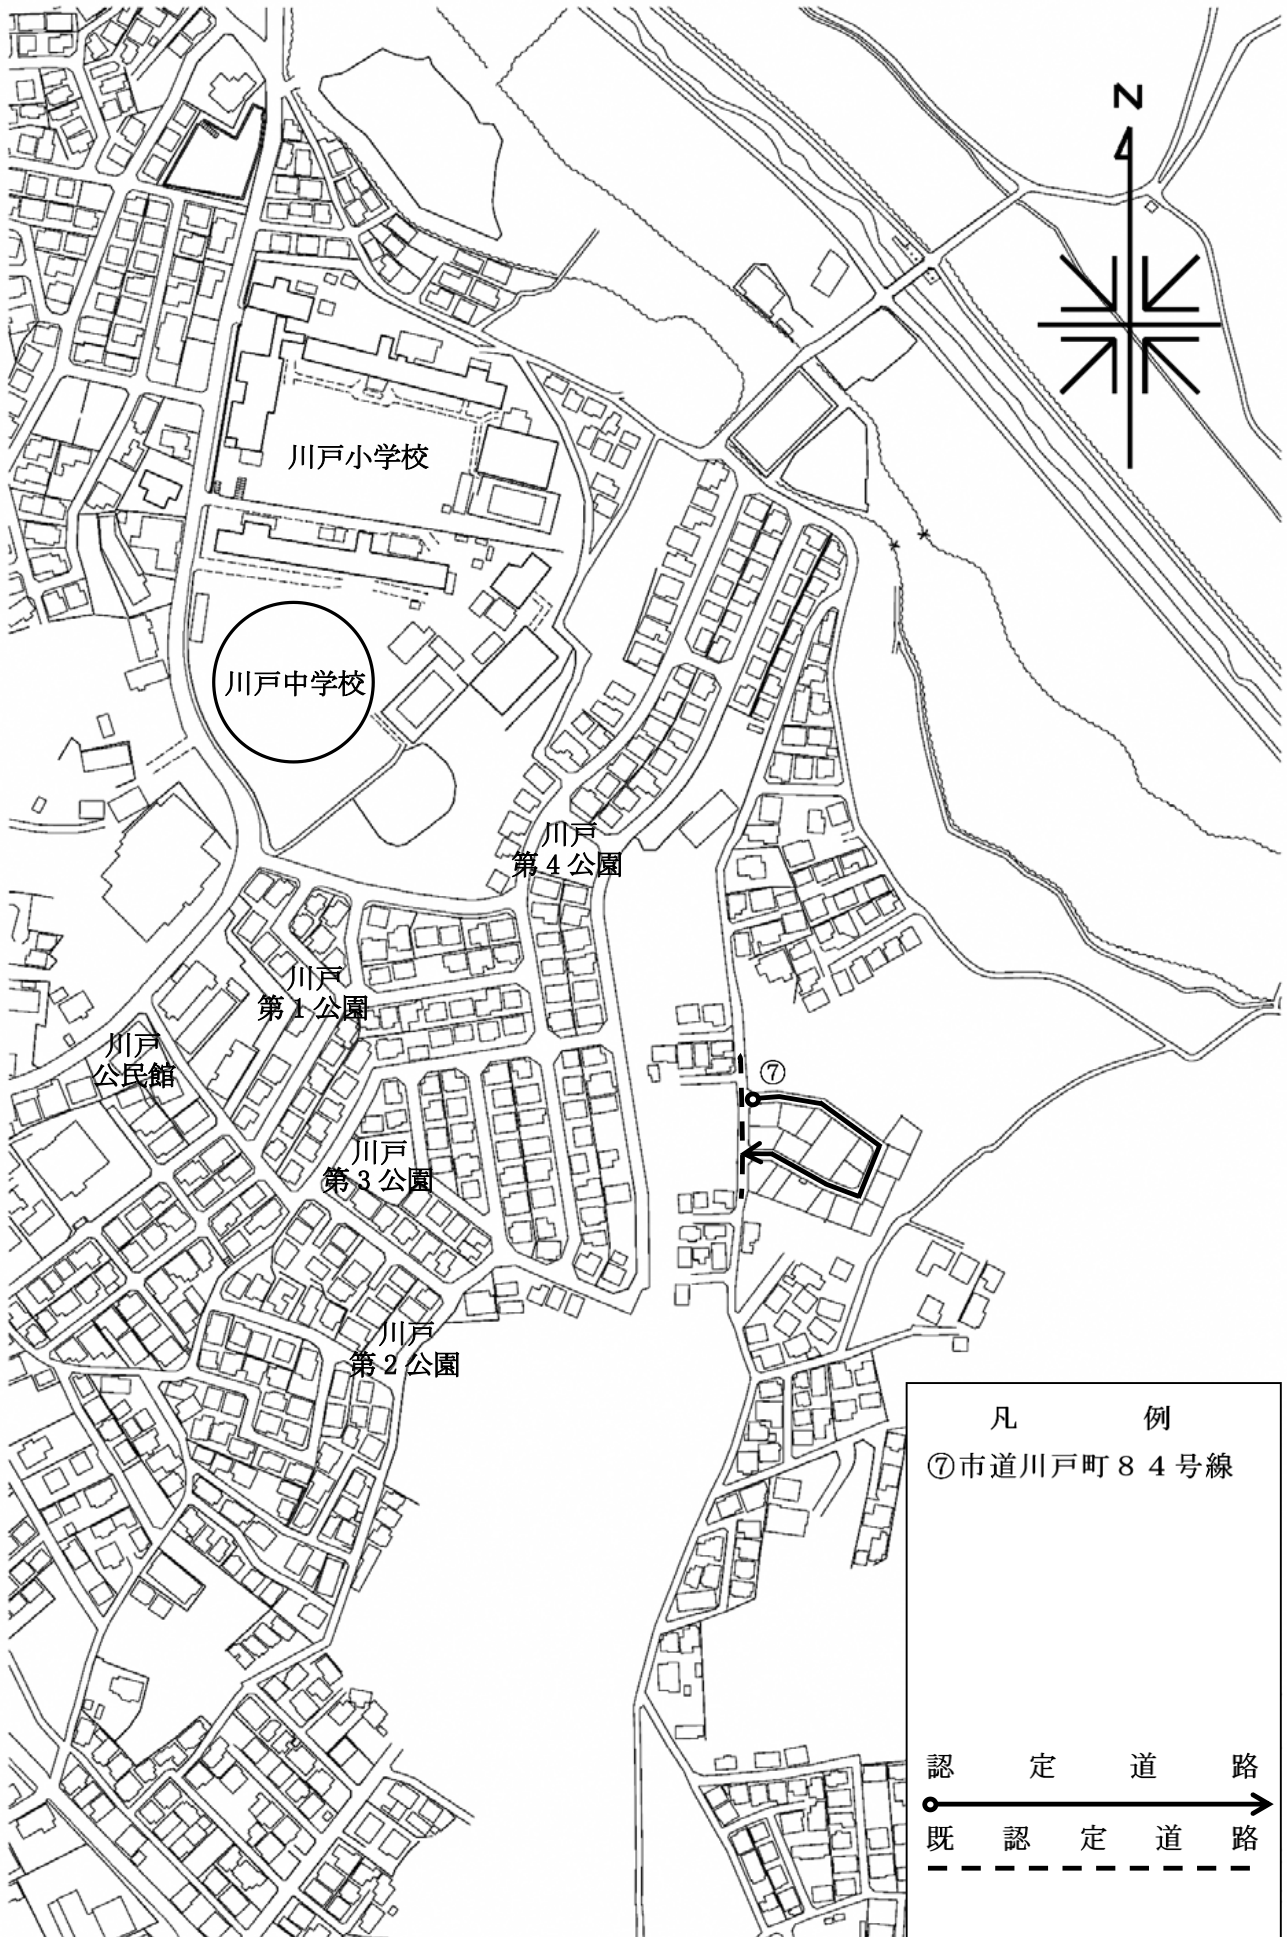 N
川戸小学校
川戸中学校
川戸
第４公園
川戸
第１公園
川戸
公民館
⑦
川戸
第３公園
川戸
第２公園
凡　例
⑦市道川戸町８４号線
認定道路
既認定道路